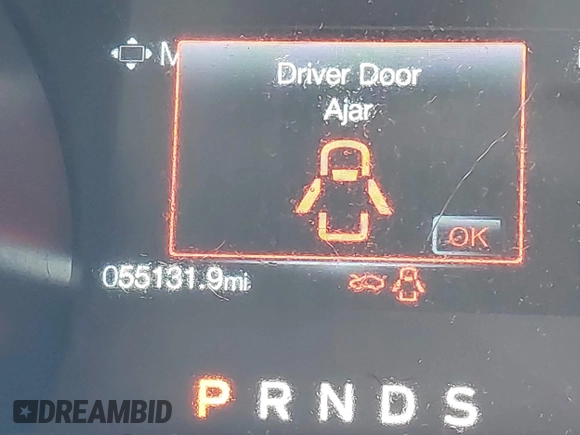 M
Driver Door
Ajar
OK
055131.9mi
P R N D S
DREAMBID